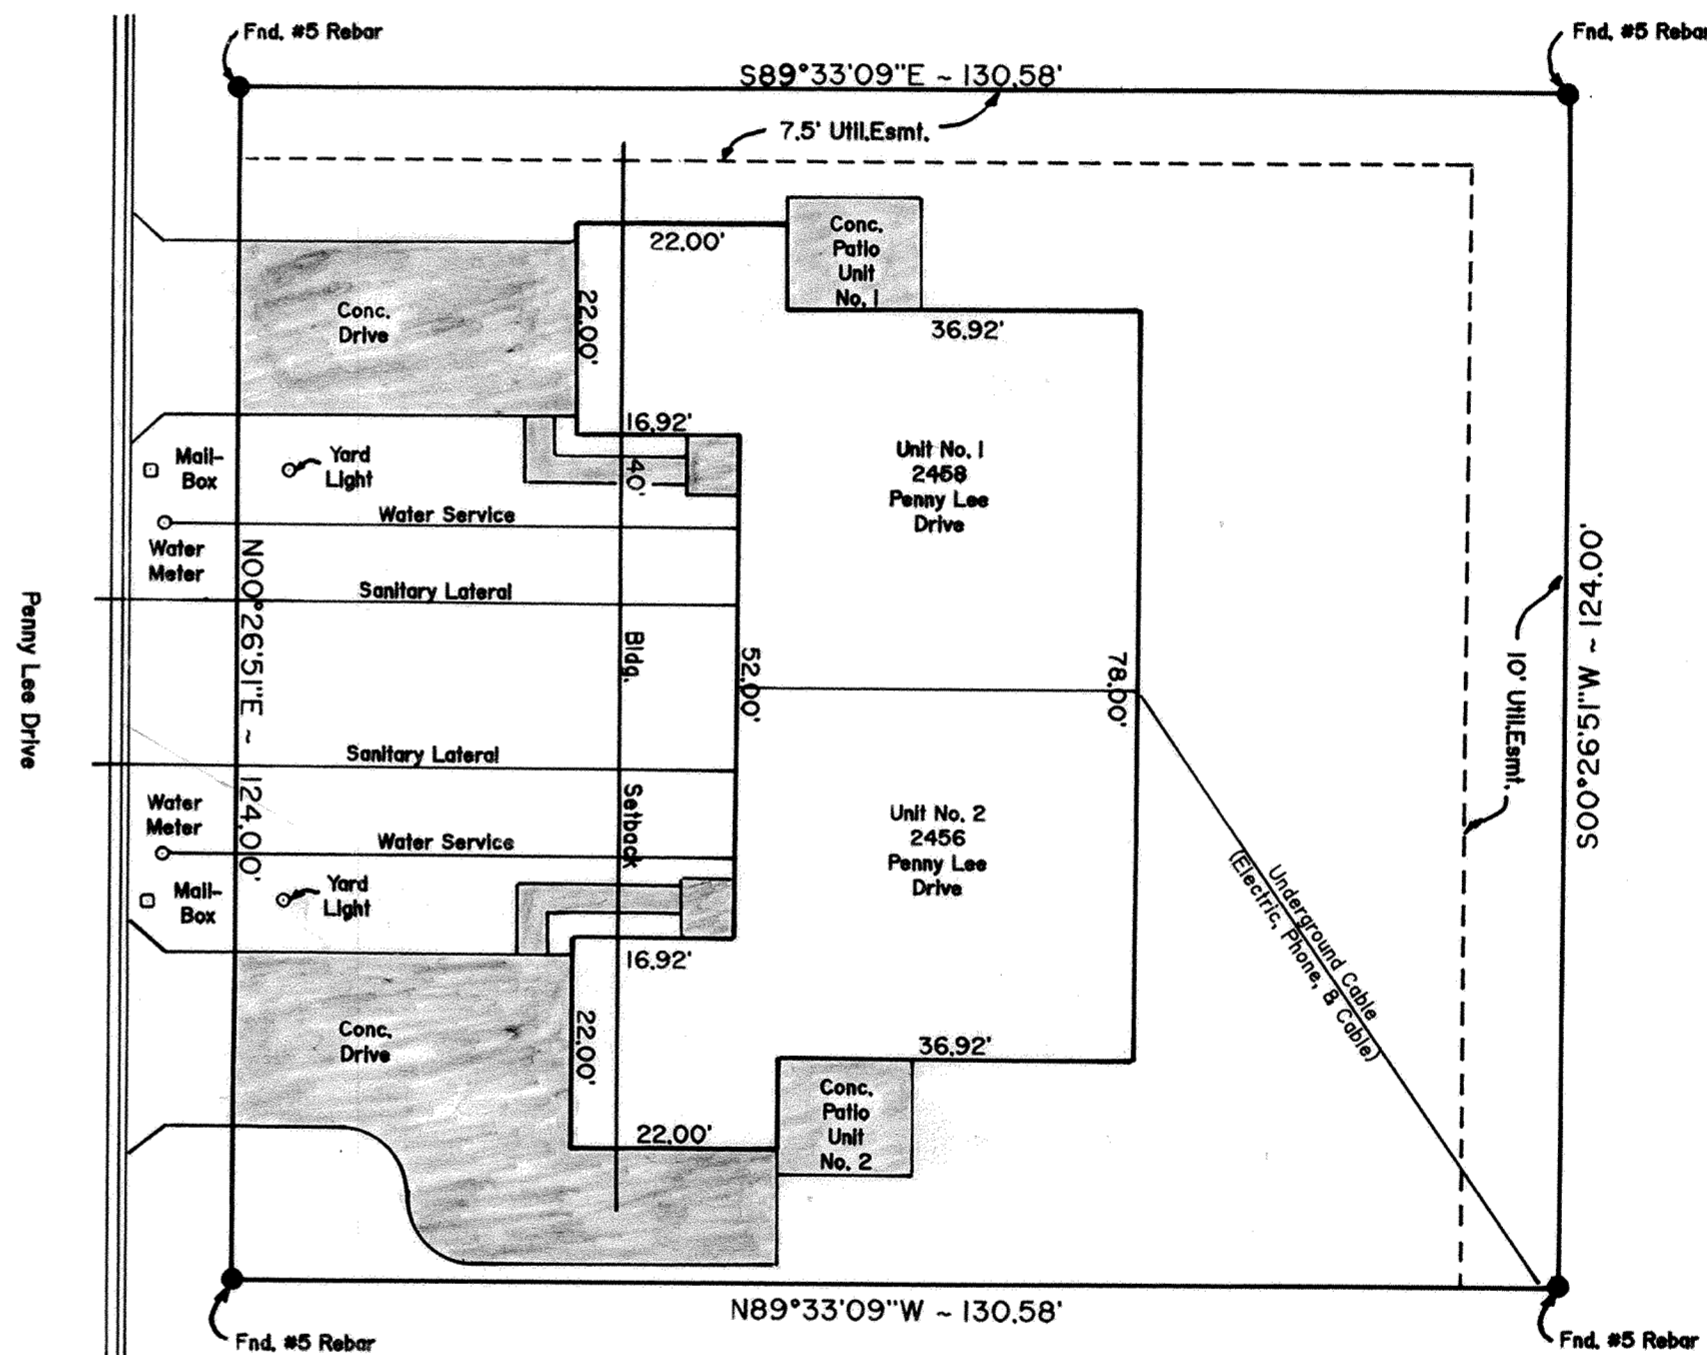 Fnd. #5 Rebar
Fnd. #5 Rebar
S89°33'09"E ~ 130.58'
7.5' Util.Esmt.
22.00'
Conc.
Patio
Unit
No. 1
22.00'
Conc.
Drive
36.92'
16.92'
40'
Unit No. 1
2458
Penny Lee
Drive
Mail-
Box
Yard
Light
Water Service
Water
Meter
Sanitary Lateral
N00°26'51"E ~ 124.00'
Penny Lee Drive
Bldg.
Setback
52.00'
78.00'
10' Util.Esmt.
S00°26'51"W ~ 124.00'
Sanitary Lateral
Water
Meter
Water Service
Unit No. 2
2456
Penny Lee
Drive
Mail-
Box
Yard
Light
Underground Cable
(Electric, Phone, & Cable)
16.92'
22.00'
Conc.
Drive
36.92'
Conc.
Patio
Unit
No. 2
22.00'
N89°33'09"W ~ 130.58'
Fnd. #5 Rebar
Fnd. #5 Rebar